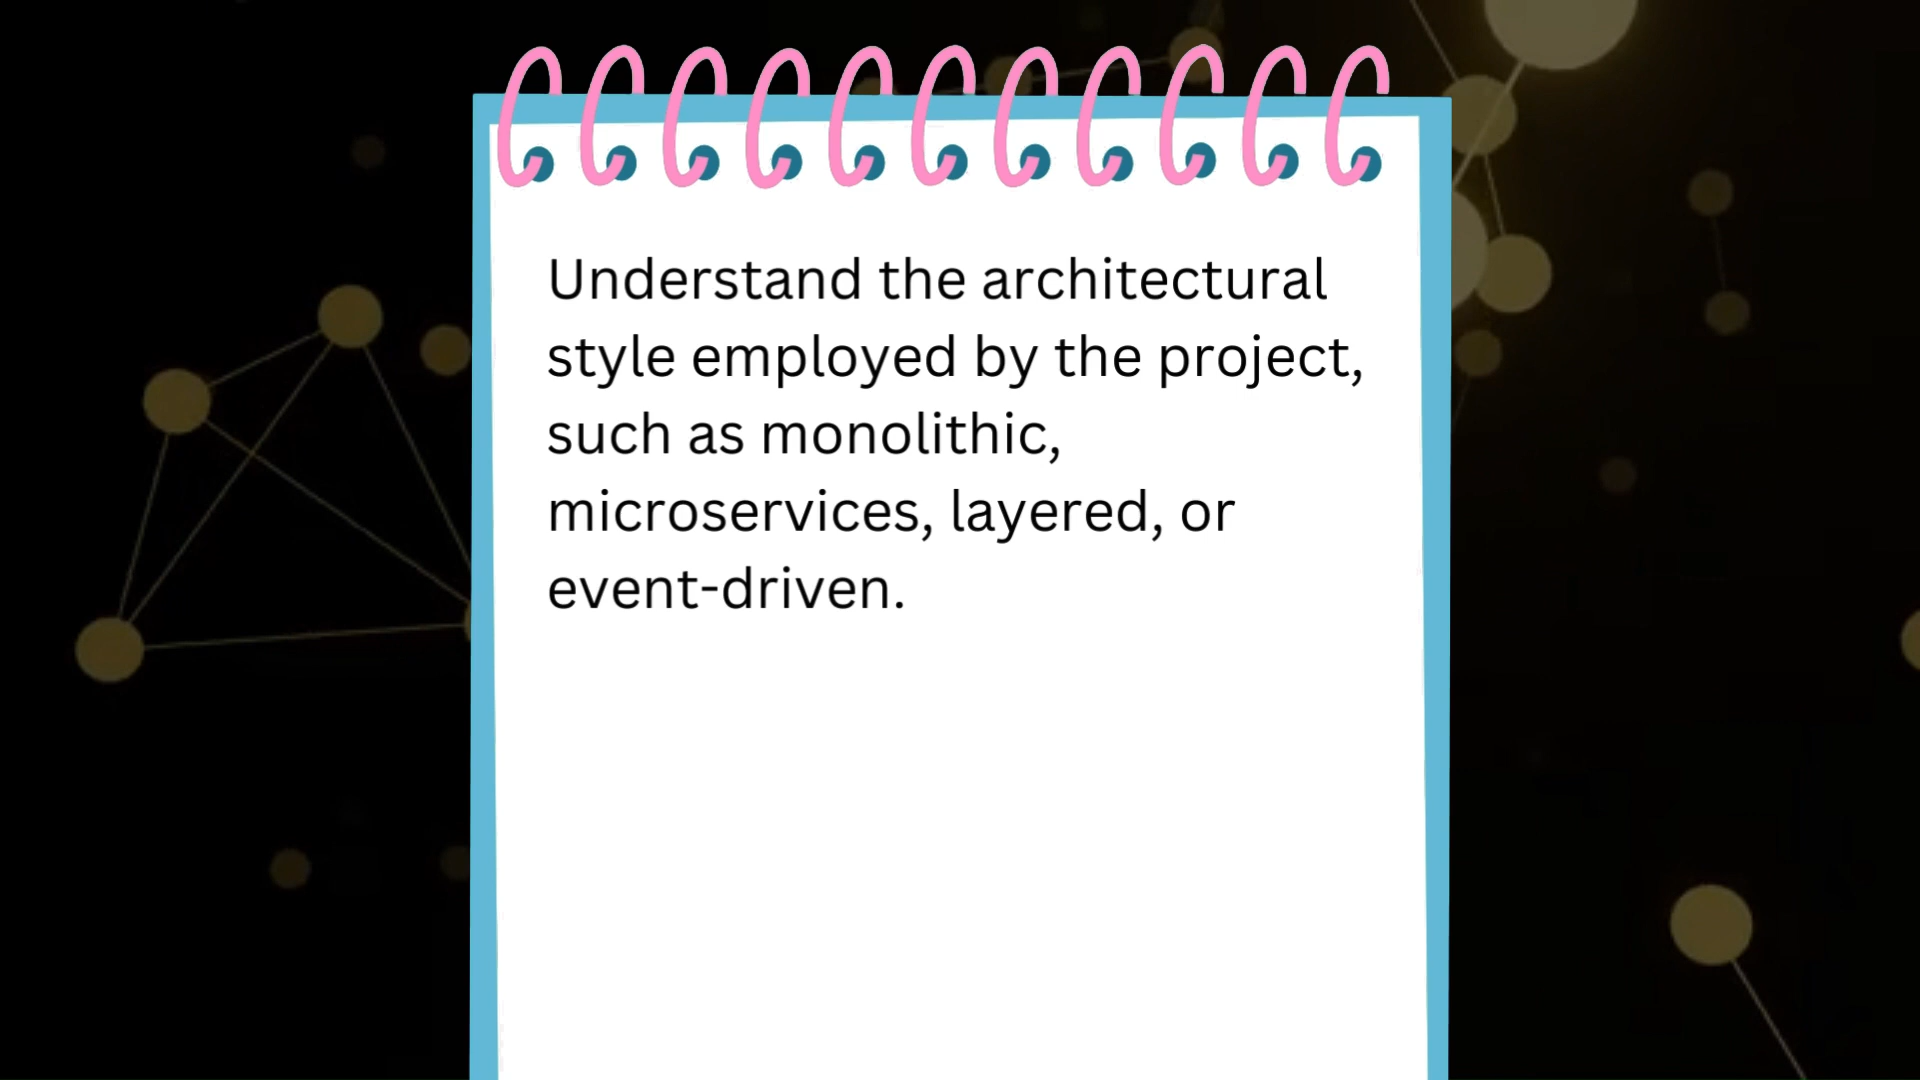 Understand the architectural
style employed by the project,
such as monolithic,
microservices, layered, or
event-driven.